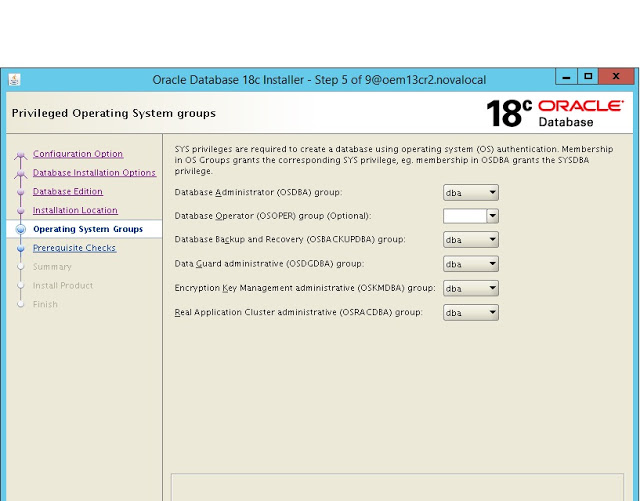 Oracle Database 18c Installer - Step 5 of 9@oem13cr2.novalocal
Privileged Operating System groups
18c ORACLE
Database
Configuration Option
Database Installation Options
Database Edition
Installation Location
Operating System Groups
Prerequisite Checks
Summary
Install Product
Finish
SYS privileges are required to create a database using operating system (OS) authentication. Membership
in OS Groups grants the corresponding SYS privilege, eg. membership in OSDBA grants the SYSDBA
privilege.
Database Administrator (OSDBA) group: dba
Database Operator (OSOPER) group (Optional):
Database Backup and Recovery (OSBACKUPDBA) group: dba
Data Guard administrative (OSDGDBA) group: dba
Encryption Key Management administrative (OSKMDBA) group: dba
Real Application Cluster administrative (OSRACDBA) group: dba